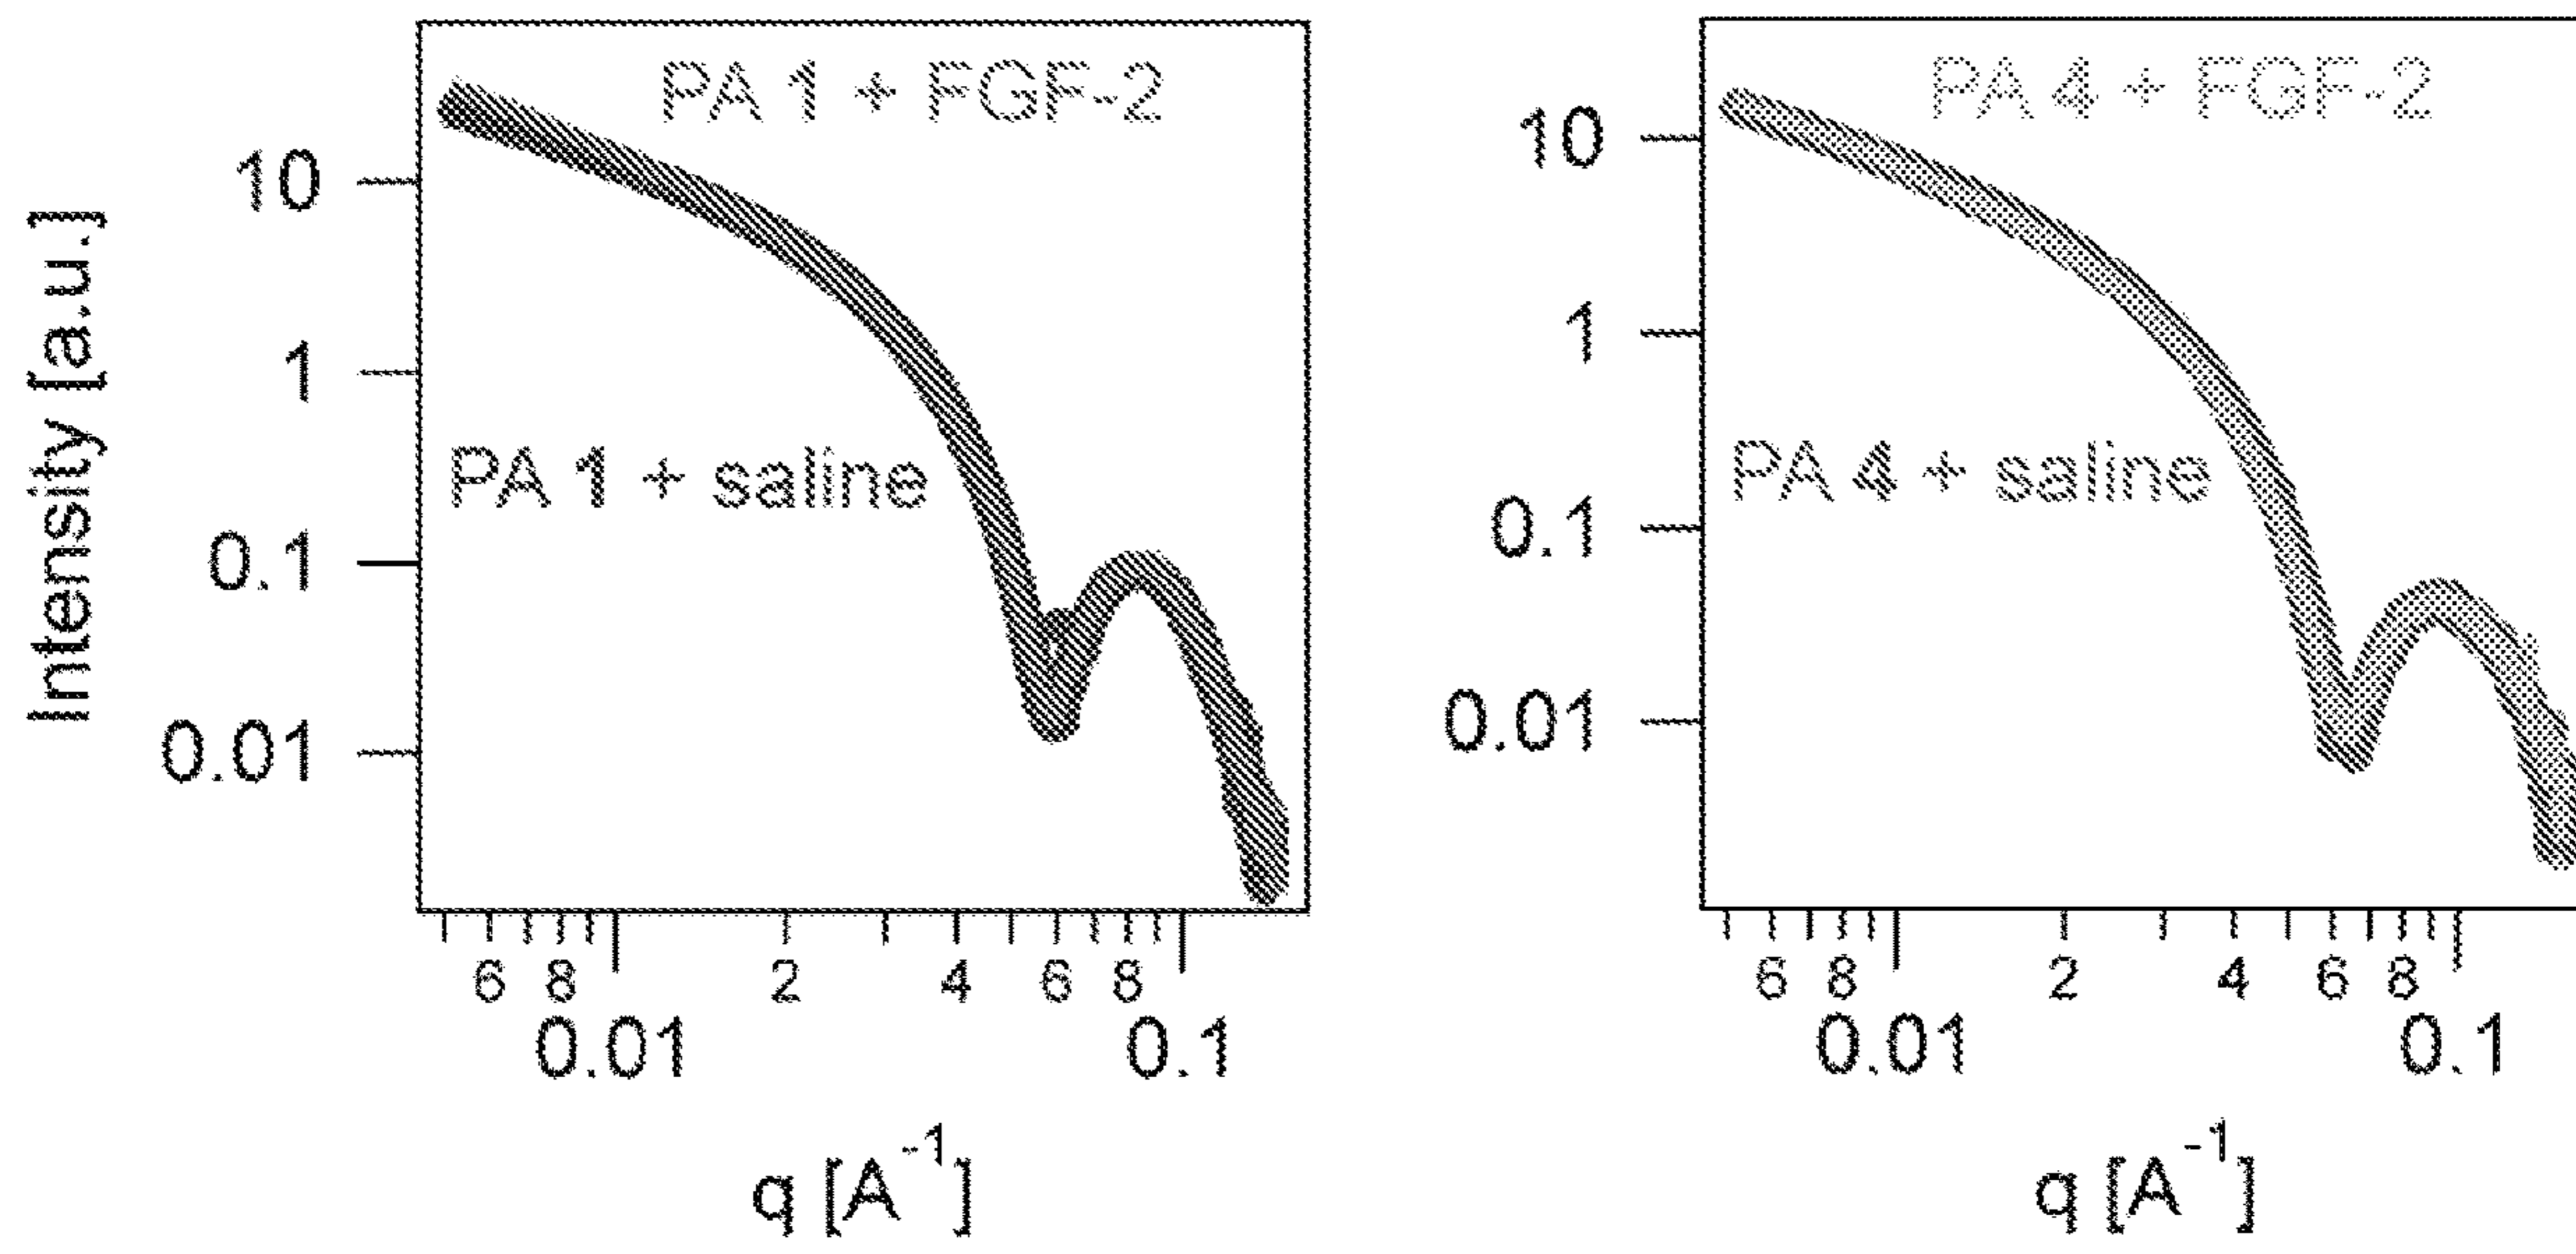 PA 1 + FGF-2
PA 1 + saline
Intensity [a.u.]
10
1
0.1
0.01
6 8 2 4 6 8
0.01 0.1
q [A-1]
PA 4 + FGF-2
PA 4 + saline
10
1
0.1
0.01
6 8 2 4 6 8
0.01 0.1
q [A-1]